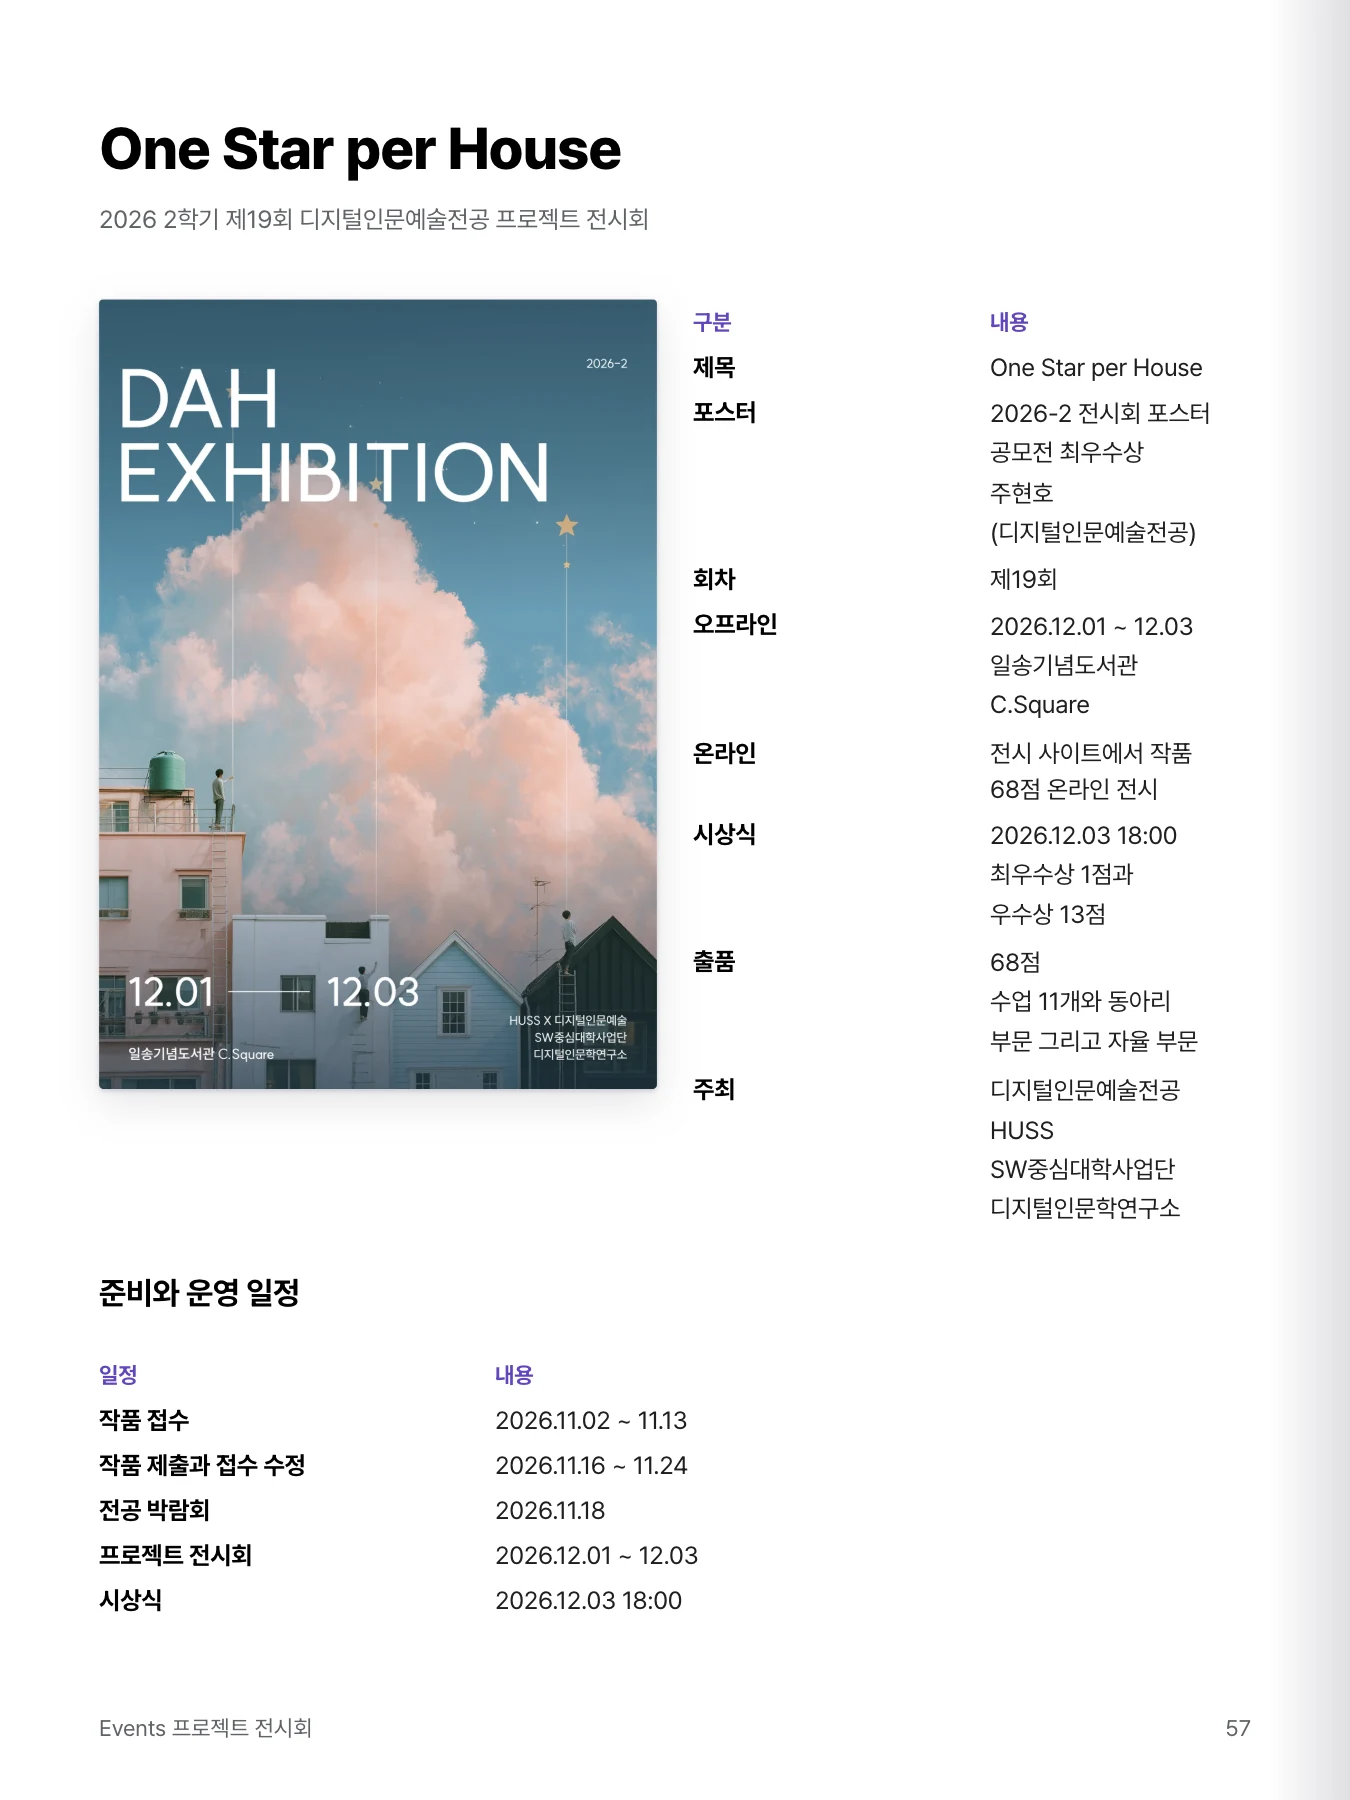 One Star per House
2026 2학기 제19회 디지털인문예술전공 프로젝트 전시회
2026-2
DAH
EXHIBITION
12.01 12.03
HUSS X 디지털인문예술
SW중심대학사업단
일송기념도서관 C.Square
디지털인문학연구소
구분 내용
제목 One Star per House
포스터 2026-2 전시회 포스터
공모전 최우수상
주현호
(디지털인문예술전공)
회차 제19회
오프라인 2026.12.01 ~ 12.03
일송기념도서관
C.Square
온라인 전시 사이트에서 작품
68점 온라인 전시
시상식 2026.12.03 18:00
최우수상 1점과
우수상 13점
출품 68점
수업 11개와 동아리
부문 그리고 자율 부문
주최 디지털인문예술전공
HUSS
SW중심대학사업단
디지털인문학연구소
준비와 운영 일정
일정 내용
작품 접수 2026.11.02 ~ 11.13
작품 제출과 접수 수정 2026.11.16 ~ 11.24
전공 박람회 2026.11.18
프로젝트 전시회 2026.12.01 ~ 12.03
시상식 2026.12.03 18:00
Events 프로젝트 전시회 57